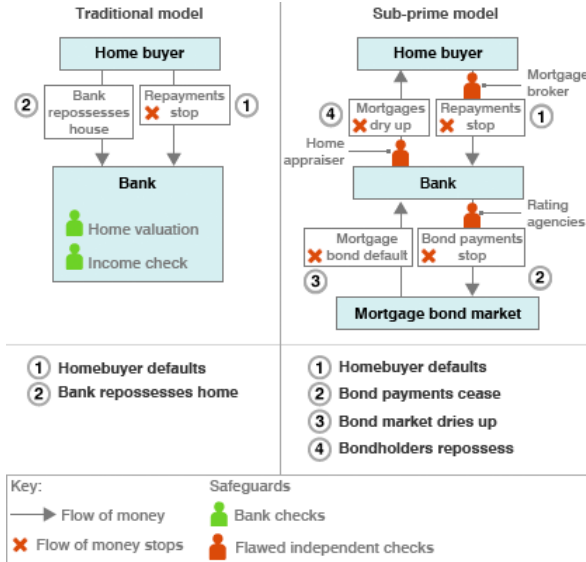 Traditional model
Home buyer
2
Bank
repossesses
house
Repayments
stop
1
Bank
Home valuation
Income check
1 Homebuyer defaults
2 Bank repossesses home
Sub-prime model
Home buyer
Mortgage
broker
4
Mortgages
dry up
Repayments
stop
1
Home
appraiser
Bank
Rating
agencies
Mortgage
bond default
3
Bond payments
stop
2
Mortgage bond market
1 Homebuyer defaults
2 Bond payments cease
3 Bond market dries up
4 Bondholders repossess
Key:
Flow of money
Flow of money stops
Safeguards
Bank checks
Flawed independent checks